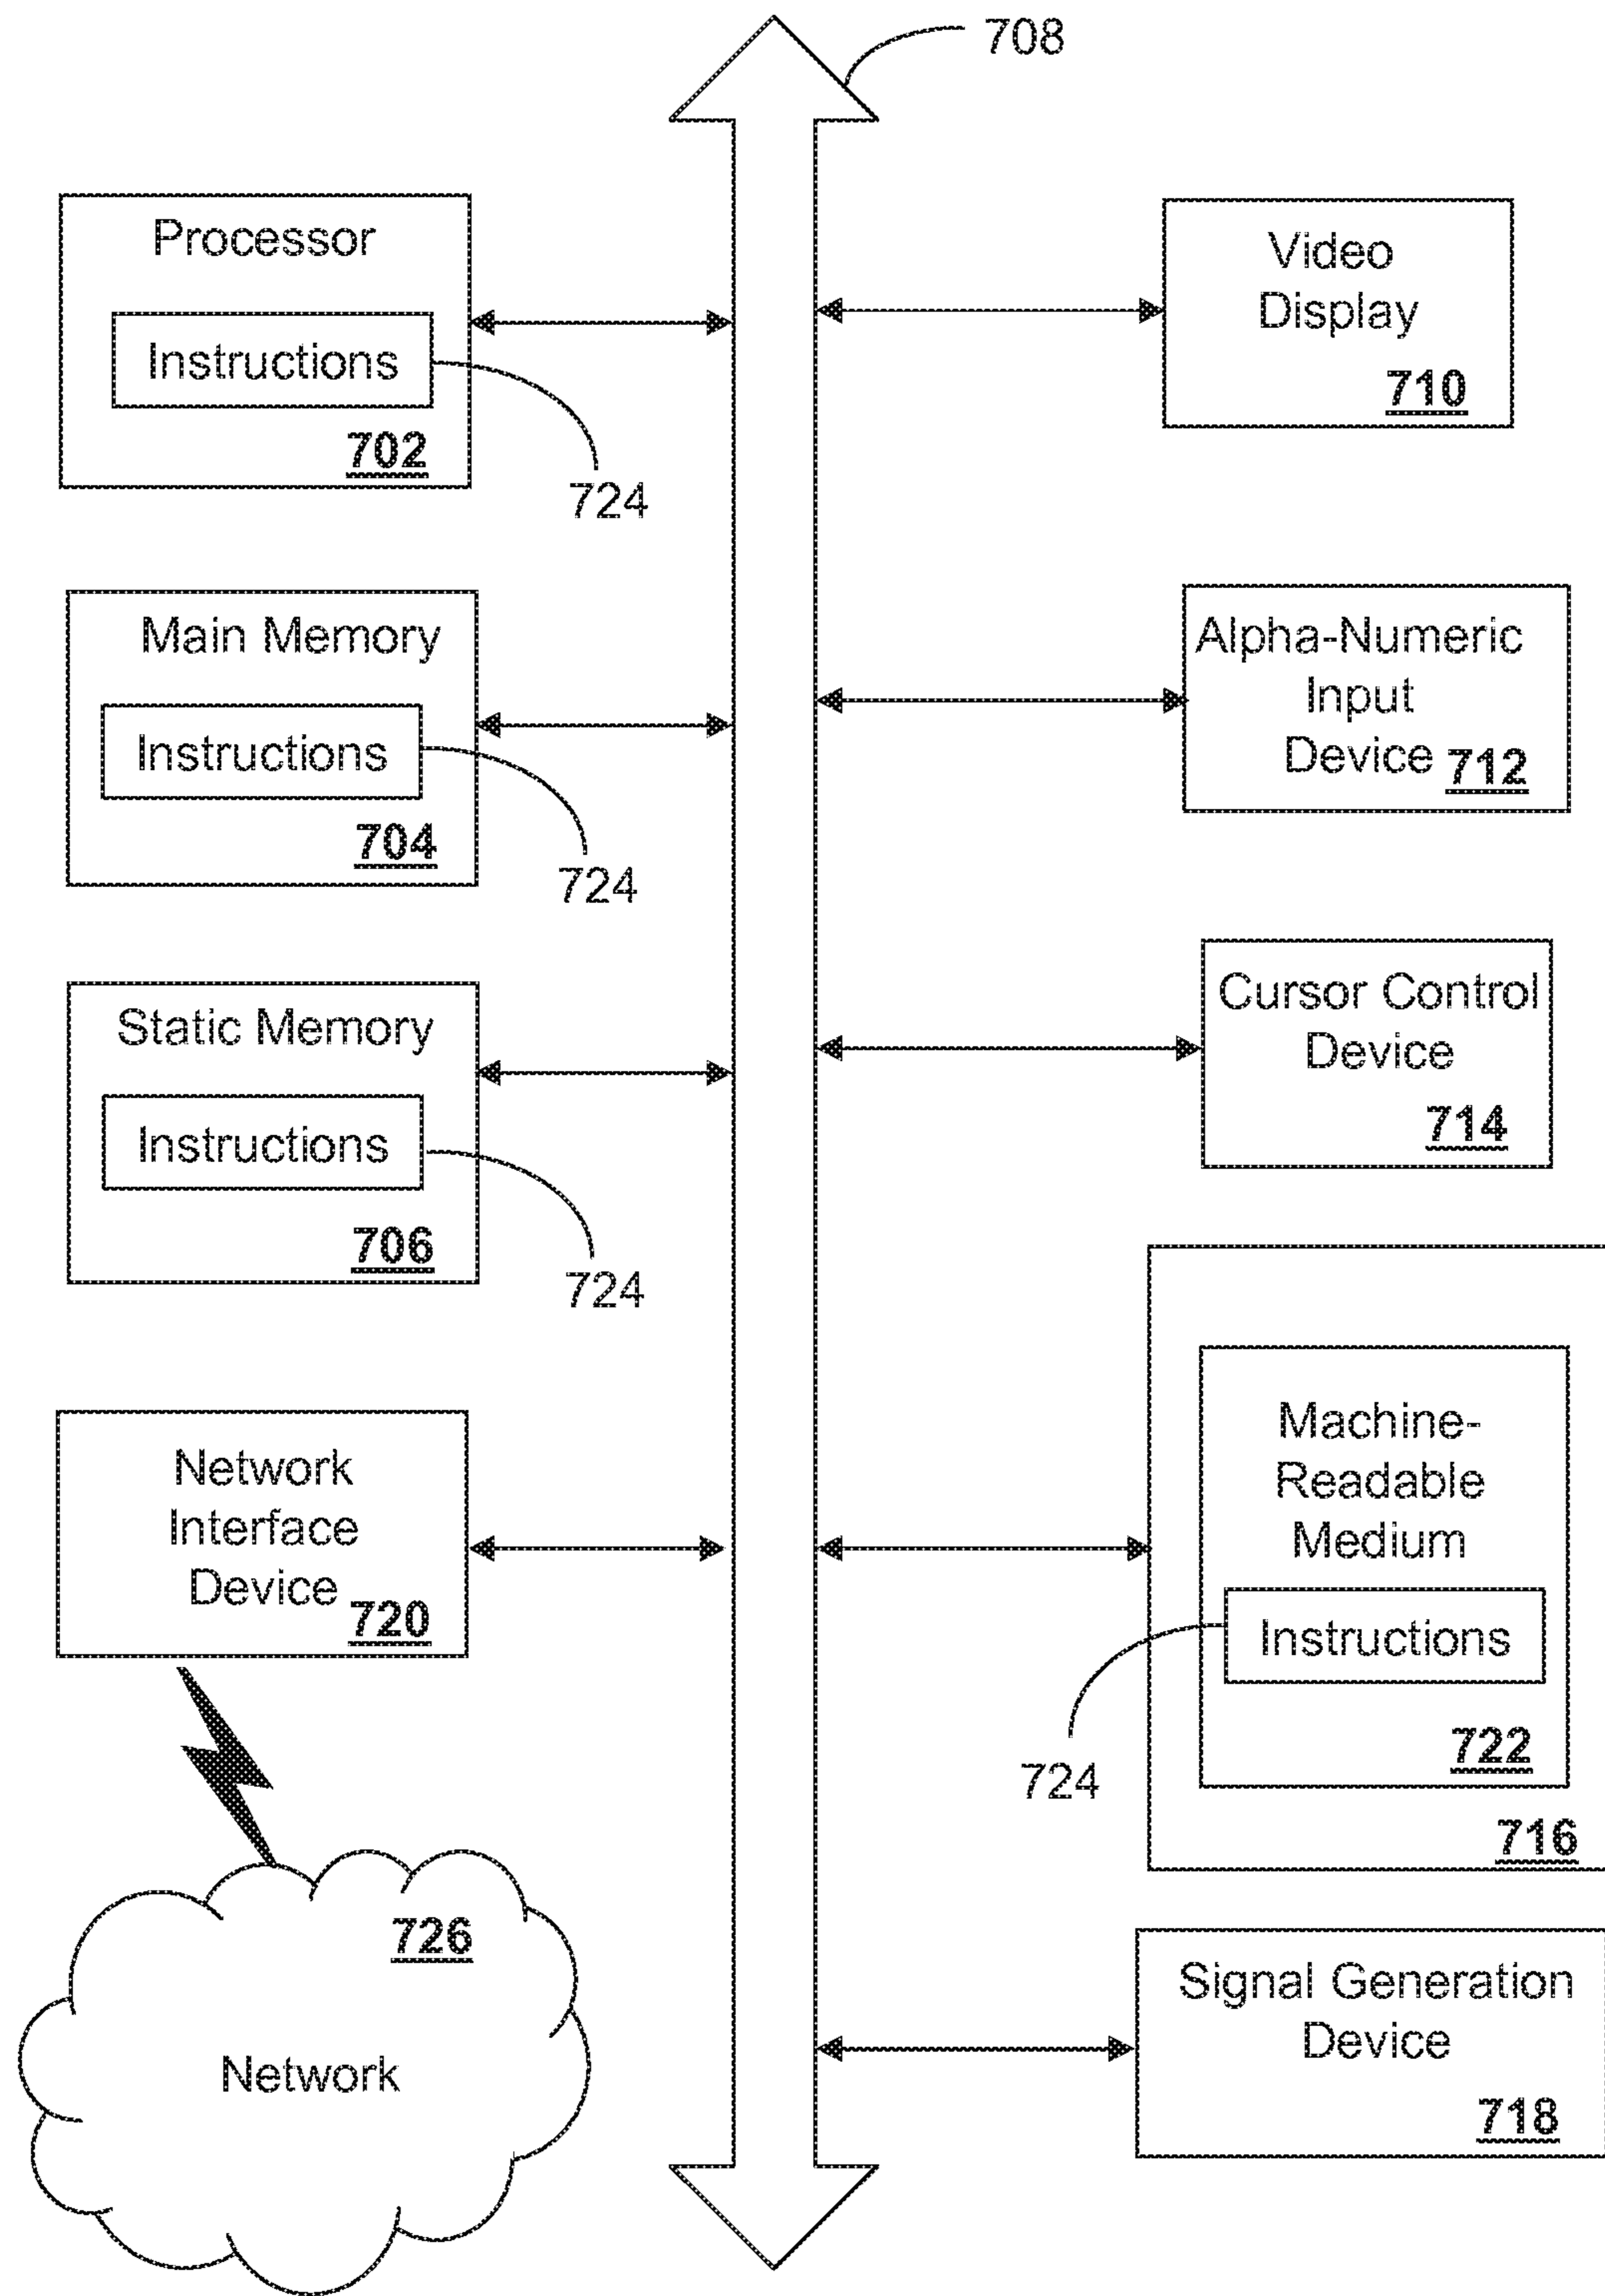 708
Processor
Instructions
702
724
Main Memory
Instructions
704
724
Static Memory
Instructions
706
724
Network
Interface
Device
720
726
Network
Video
Display
710
Alpha-Numeric
Input
Device 712
Cursor Control
Device
714
Machine-
Readable
Medium
Instructions
722
724
716
Signal Generation
Device
718